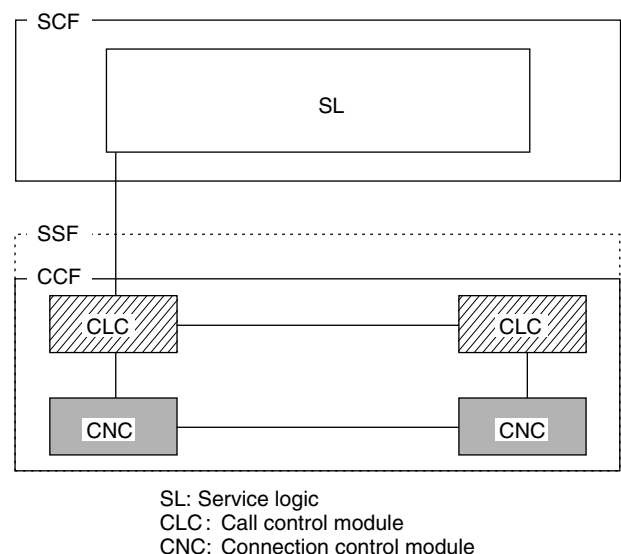 SCF
SL
SSF
CCF
CLC CLC
CNC CNC
SL: Service logic
CLC: Call control module
CNC: Connection control module